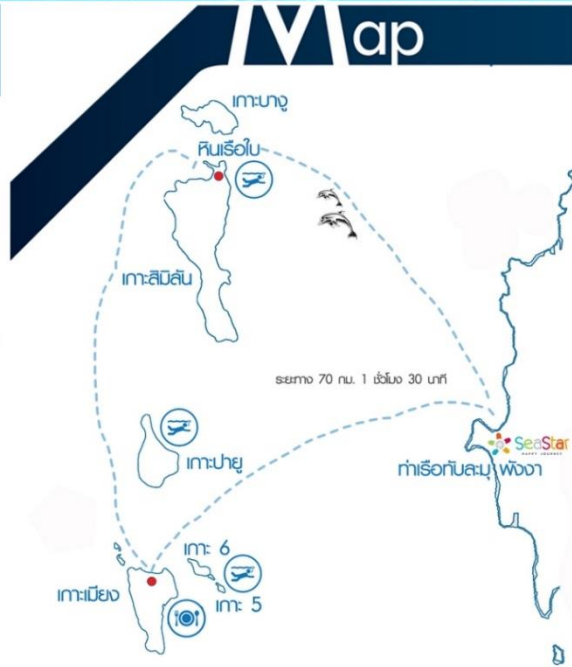 Map
เกาะบางู
หินเรือใบ
เกาะสิมิลัน
ระยะทาง 70 กม. 1 ชั่วโมง 30 นาที
SeaStar
HAPPY JOURNEY
ท่าเรือทับละมุ พังงา
เกาะปายู
เกาะ 6
เกาะเมียง
เกาะ 5